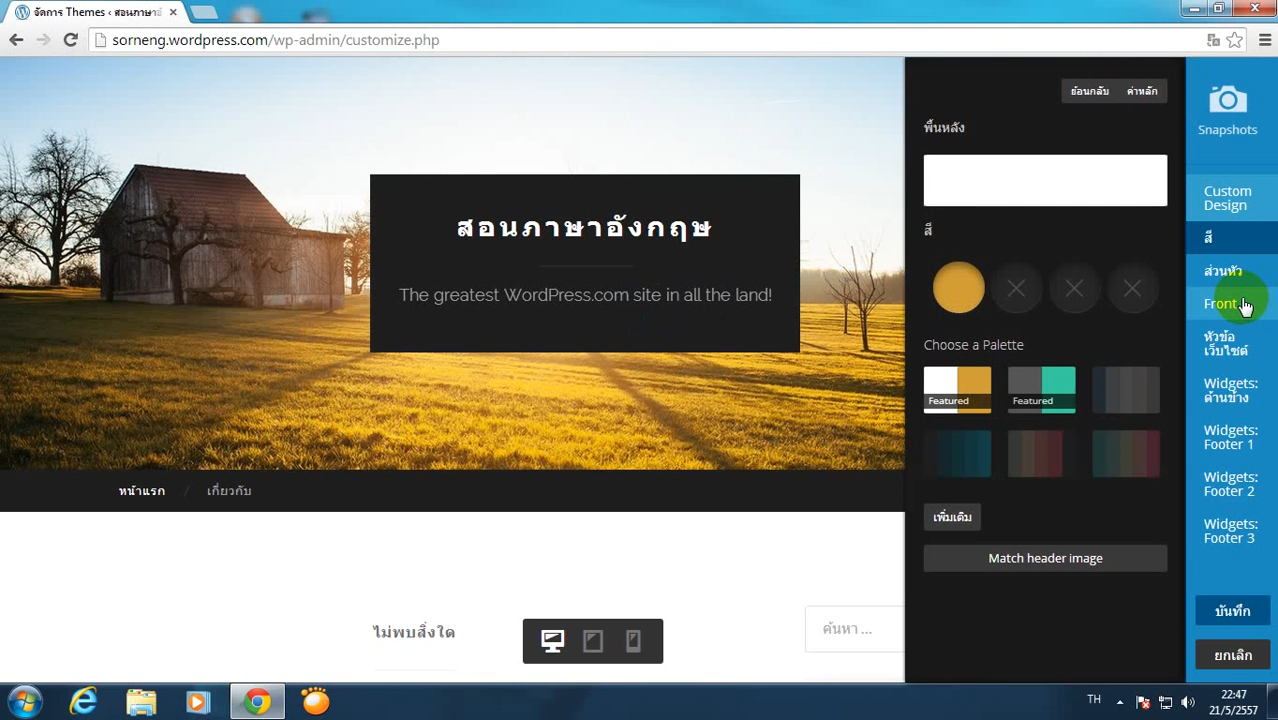 จัดการ Themes ‹ สอนภาษาอั
sorneng.wordpress.com/wp-admin/customize.php
สอนภาษาอังกฤษ
The greatest WordPress.com site in all the land!
หน้าแรก / เกี่ยวกับ
ไม่พบสิ่งใด
ค้นหา ...
ย้อนกลับ
ค่าหลัก
พื้นหลัง
สี
Choose a Palette
Featured
Featured
เพิ่มเติม
Match header image
Snapshots
Custom
Design
สี
ส่วนหัว
Front
หัวข้อ
เว็บไซต์
Widgets:
ด้านข้าง
Widgets:
Footer 1
Widgets:
Footer 2
Widgets:
Footer 3
บันทึก
ยกเลิก
TH
22:47
21/5/2557